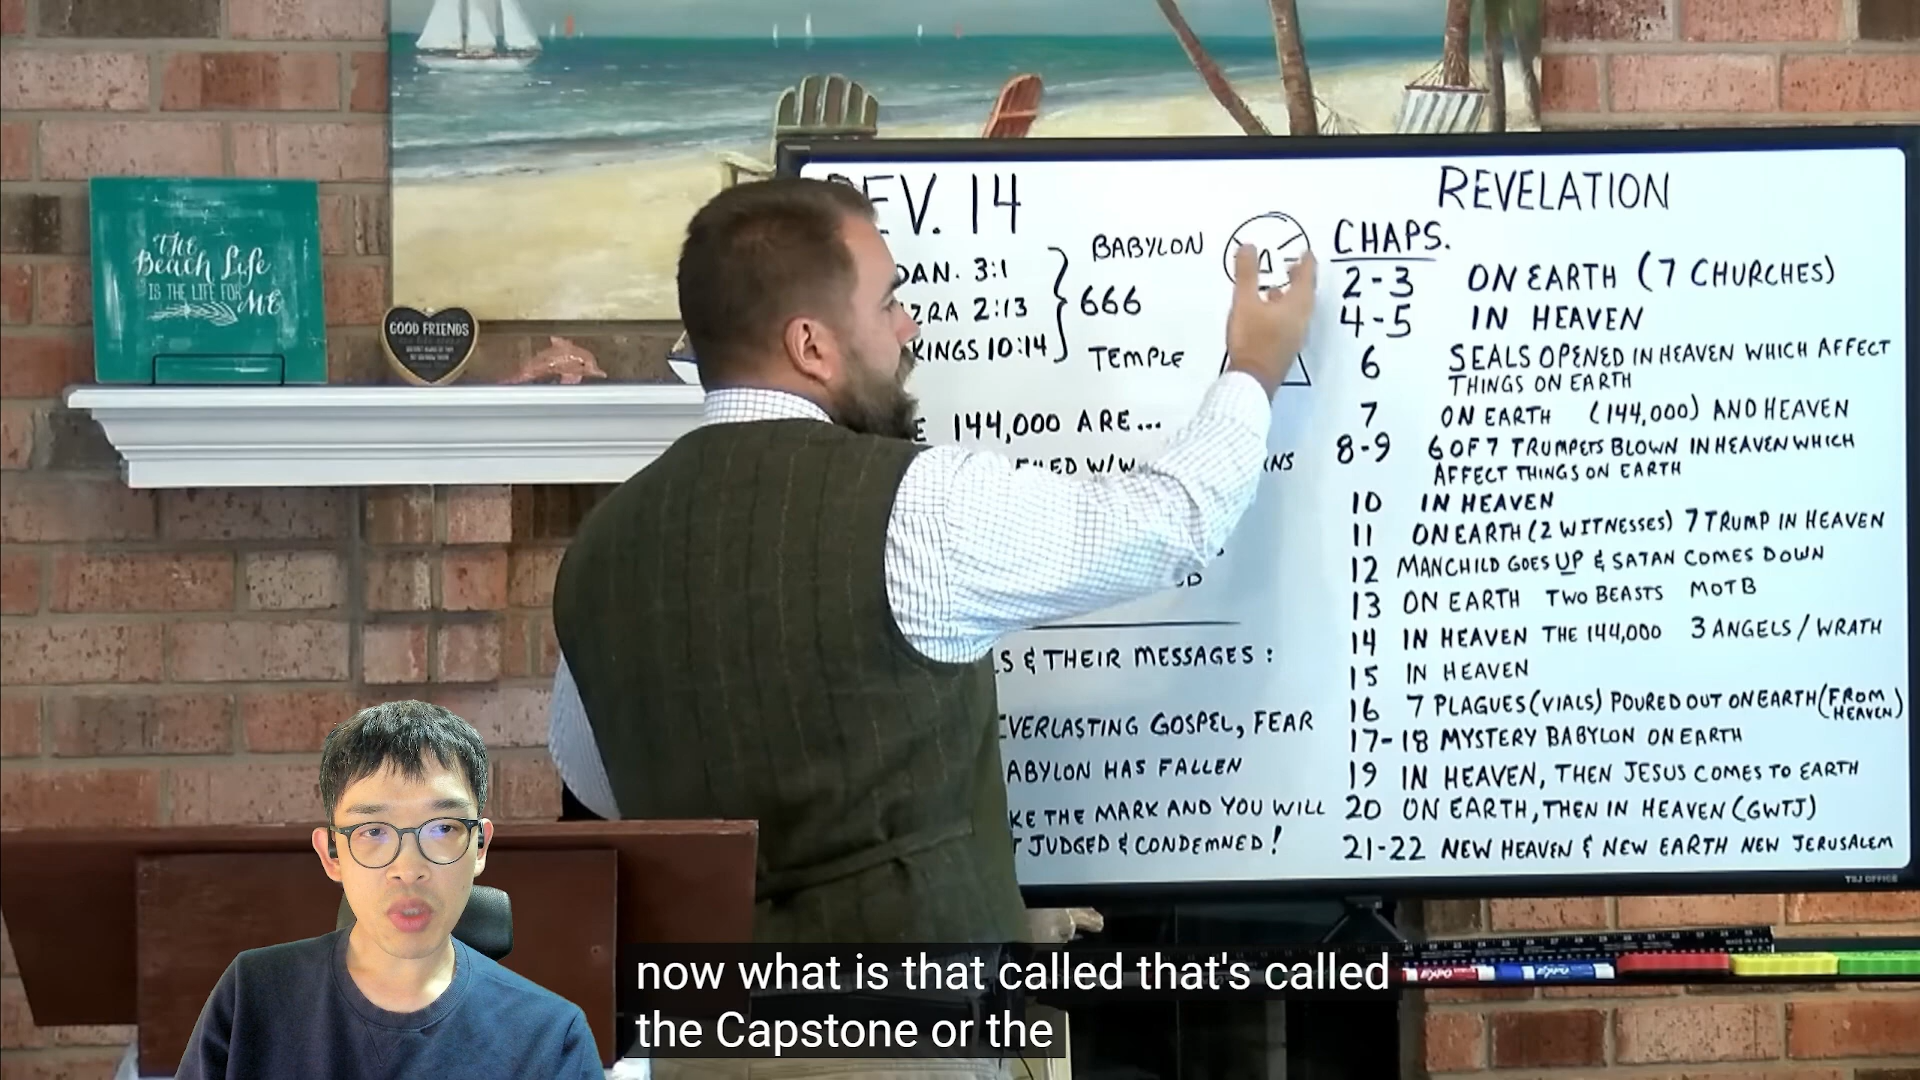 The
Beach Life
IS THE LIFE FOR
ME
GOOD FRIENDS
REV. 14
DAN. 3:1
EZRA 2:13
KINGS 10:14
BABYLON
666
TEMPLE
144,000 ARE...
W/W
& THEIR MESSAGES :
EVERLASTING GOSPEL, FEAR
BABYLON HAS FALLEN
THE MARK AND YOU WILL
JUDGED & CONDEMNED!
REVELATION
CHAPS.
2-3 ON EARTH (7 CHURCHES)
4-5 IN HEAVEN
6 SEALS OPENED IN HEAVEN WHICH AFFECT
THINGS ON EARTH
7 ON EARTH (144,000) AND HEAVEN
8-9 6 OF 7 TRUMPETS BLOWN IN HEAVEN WHICH
AFFECT THINGS ON EARTH
10 IN HEAVEN
11 ON EARTH (2 WITNESSES) 7 TRUMP IN HEAVEN
12 MANCHILD GOES UP & SATAN COMES DOWN
13 ON EARTH TWO BEASTS MOTB
14 IN HEAVEN THE 144,000 3 ANGELS/WRATH
15 IN HEAVEN
16 7 PLAGUES (VIALS) POURED OUT ON EARTH (FROM
HEAVEN)
17-18 MYSTERY BABYLON ON EARTH
19 IN HEAVEN, THEN JESUS COMES TO EARTH
20 ON EARTH, THEN IN HEAVEN (GWTJ)
21-22 NEW HEAVEN & NEW EARTH NEW JERUSALEM
TSJ OFFICE
EXPO
now what is that called that's called
the Capstone or the